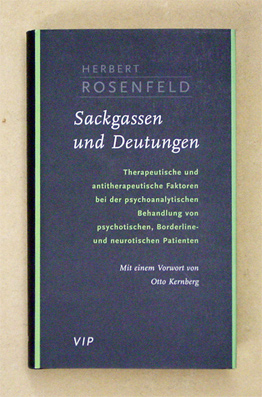 HERBERT
ROSENFELD
Sackgassen
und Deutungen
Therapeutische und
antitherapeutische Faktoren
bei der psychoanalytischen
Behandlung von
psychotischen, Borderline-
und neurotischen Patienten
Mit einem Vorwort von
Otto Kernberg
VIP